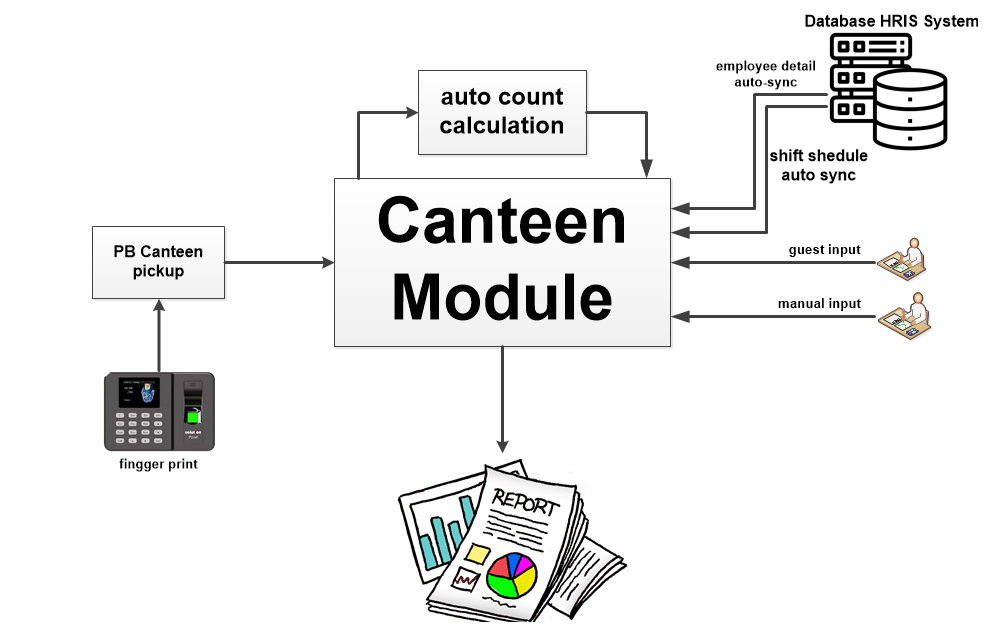 Database HRIS System
employee detail
auto-sync
auto count
calculation
shift shedule
auto sync
Canteen
Module
PB Canteen
pickup
guest input
manual input
fingger print
REPORT